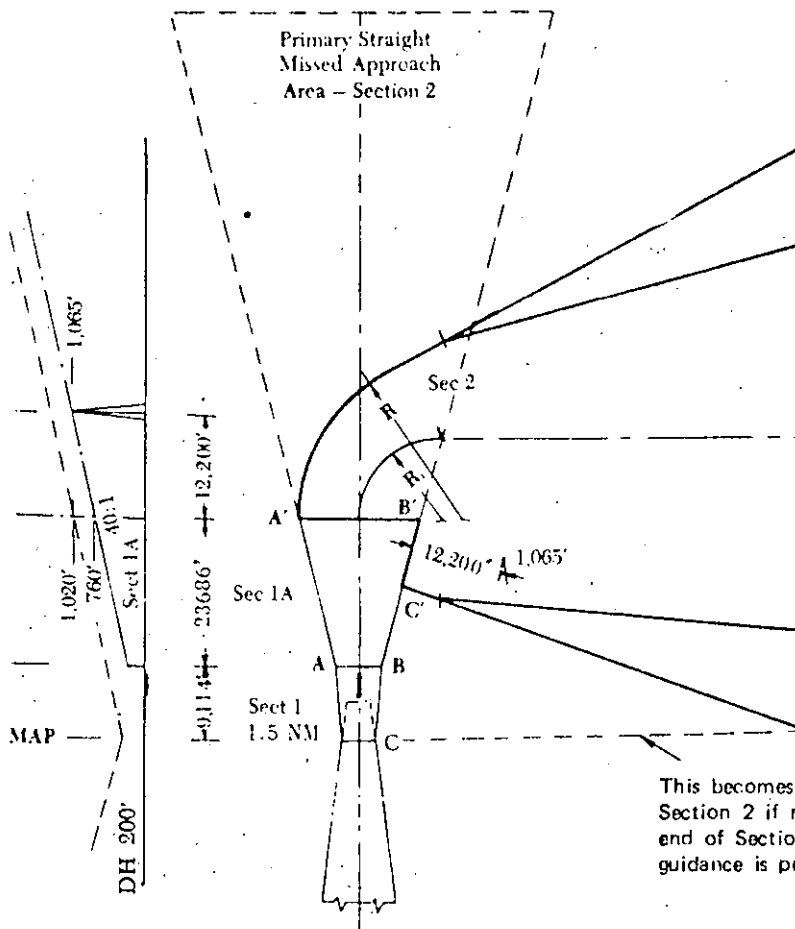 Primary Straight
Missed Approach
Area – Section 2
1,065'
Sec 2
R
R
12,200'
A'
B'
40:1
12,200'
1,065'
1,020'
760'
Sect 1A
23686'
Sec 1A
C'
A
B
9,114'
Sect 1
1.5 NM
MAP
C
This becomes
Section 2 if
end of Sectio
guidance is p
DH 200'